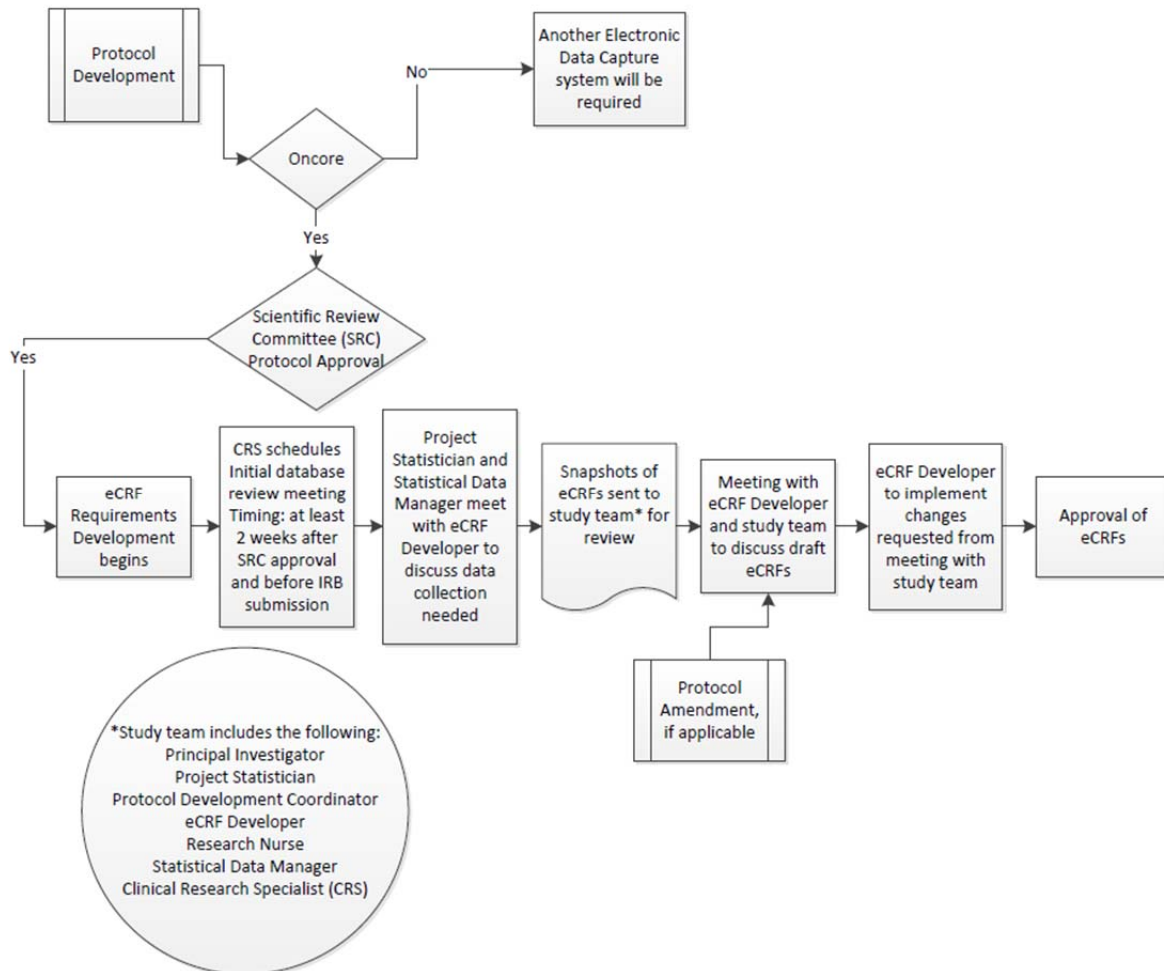 Protocol
Development
No
Another Electronic
Data Capture
system will be
required
Oncore
Yes
Scientific Review
Committee (SRC)
Protocol Approval
Yes
eCRF
Requirements
Development
begins
CRS schedules
Initial database
review meeting
Timing: at least
2 weeks after
SRC approval
and before IRB
submission
Project
Statistician and
Statistical Data
Manager meet
with eCRF
Developer to
discuss data
collection
needed
Snapshots of
eCRFs sent to
study team* for
review
Meeting with
eCRF Developer
and study team
to discuss draft
eCRFs
eCRF Developer
to implement
changes
requested from
meeting with
study team
Approval of
eCRFs
Protocol
Amendment,
if applicable
*Study team includes the following:
Principal Investigator
Project Statistician
Protocol Development Coordinator
eCRF Developer
Research Nurse
Statistical Data Manager
Clinical Research Specialist (CRS)